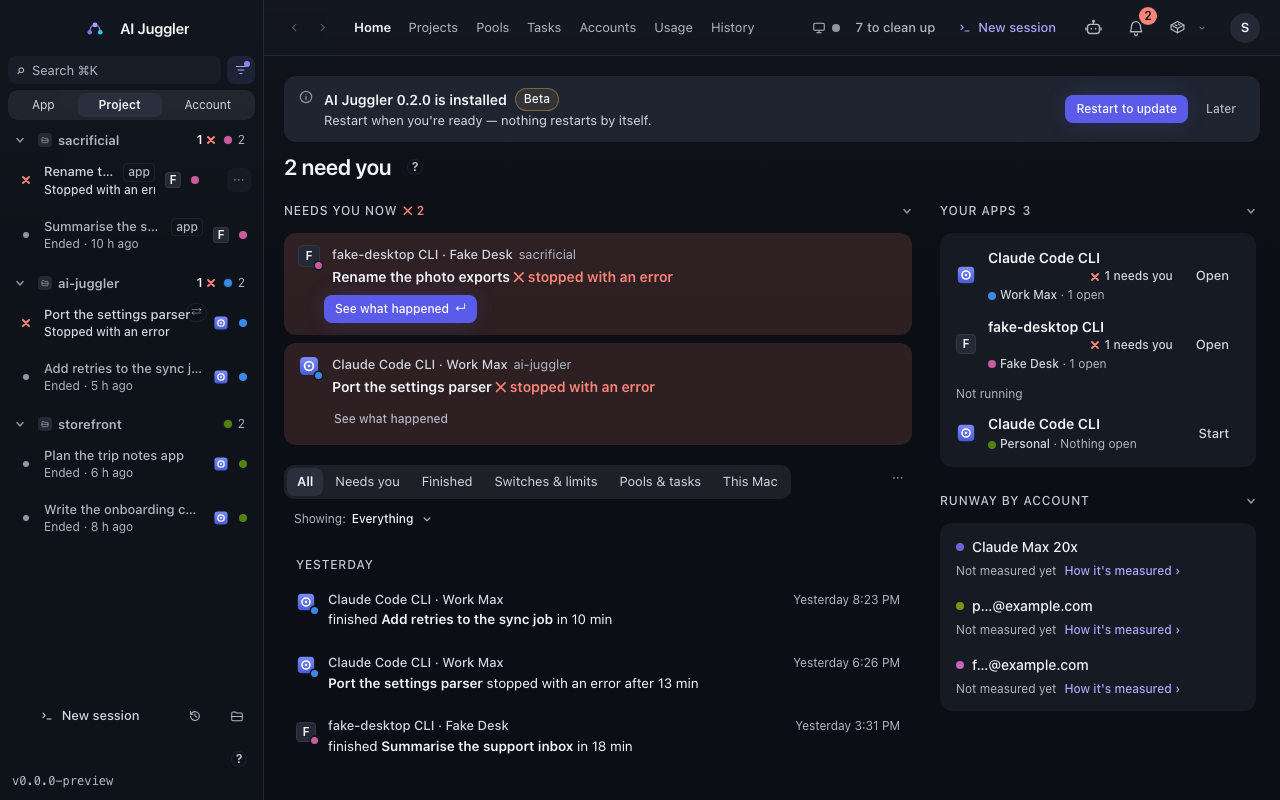 AI Juggler
Search ⌘K
App Project Account
sacrificial 1 2
Rename t... app F
Stopped with an err
Summarise the s... app F
Ended · 10 h ago
ai-juggler 1 2
Port the settings parser
Stopped with an error
Add retries to the sync j...
Ended · 5 h ago
storefront 2
Plan the trip notes app
Ended · 6 h ago
Write the onboarding c...
Ended · 8 h ago
New session
?
v0.0.0-preview
Home Projects Pools Tasks Accounts Usage History
7 to clean up New session 2 S
AI Juggler 0.2.0 is installed Beta
Restart when you're ready — nothing restarts by itself.
Restart to update Later
2 need you ?
NEEDS YOU NOW 2
F fake-desktop CLI · Fake Desk sacrificial
Rename the photo exports stopped with an error
See what happened ↵
Claude Code CLI · Work Max ai-juggler
Port the settings parser stopped with an error
See what happened
All Needs you Finished Switches & limits Pools & tasks This Mac ...
Showing: Everything
YESTERDAY
Claude Code CLI · Work Max Yesterday 8:23 PM
finished Add retries to the sync job in 10 min
Claude Code CLI · Work Max Yesterday 6:26 PM
Port the settings parser stopped with an error after 13 min
F fake-desktop CLI · Fake Desk Yesterday 3:31 PM
finished Summarise the support inbox in 18 min
YOUR APPS 3
Claude Code CLI
1 needs you Open
Work Max · 1 open
fake-desktop CLI
F 1 needs you Open
Fake Desk · 1 open
Not running
Claude Code CLI
Personal · Nothing open Start
RUNWAY BY ACCOUNT
Claude Max 20x
Not measured yet How it's measured ›
p...@example.com
Not measured yet How it's measured ›
f...@example.com
Not measured yet How it's measured ›